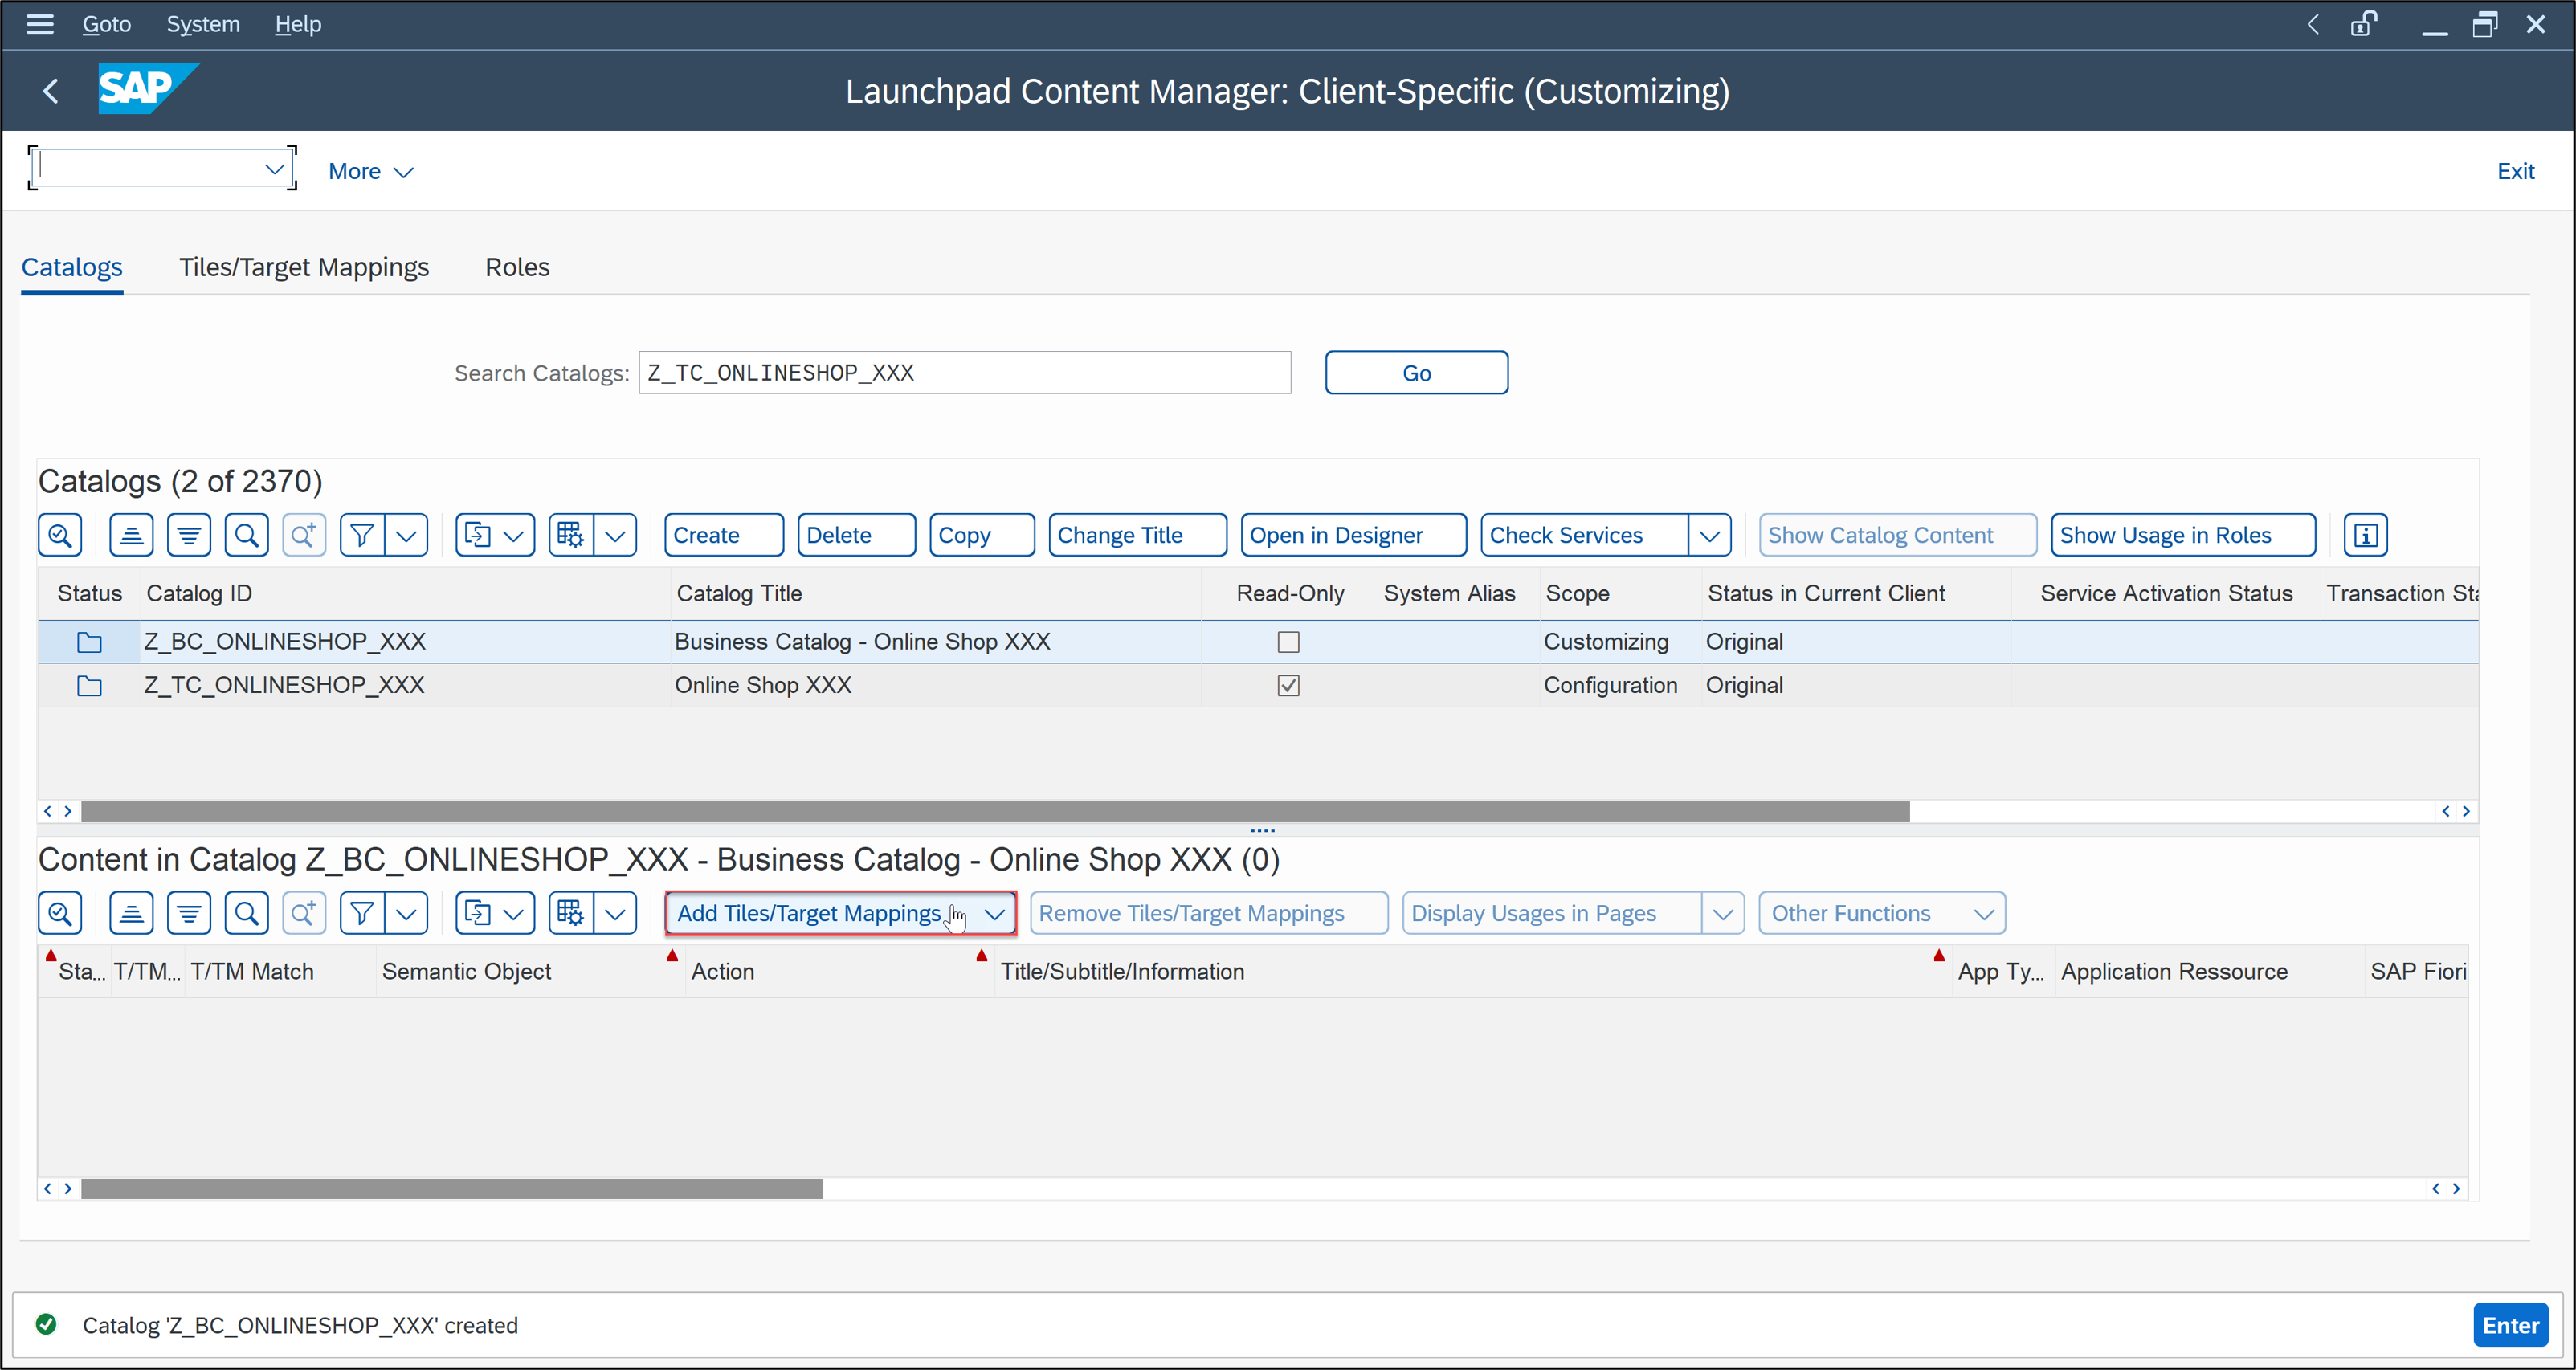 Goto System Help
SAP
Launchpad Content Manager: Client-Specific (Customizing)
More
Exit
Catalogs Tiles/Target Mappings Roles
Search Catalogs: Z_TC_ONLINESHOP_XXX Go
Catalogs (2 of 2370)
Create Delete Copy Change Title Open in Designer Check Services Show Catalog Content Show Usage in Roles
Status Catalog ID Catalog Title Read-Only System Alias Scope Status in Current Client Service Activation Status Transaction Sta
Z_BC_ONLINESHOP_XXX Business Catalog - Online Shop XXX Customizing Original
Z_TC_ONLINESHOP_XXX Online Shop XXX Configuration Original
Content in Catalog Z_BC_ONLINESHOP_XXX - Business Catalog - Online Shop XXX (0)
Add Tiles/Target Mappings Remove Tiles/Target Mappings Display Usages in Pages Other Functions
Sta... T/TM... T/TM Match Semantic Object Action Title/Subtitle/Information App Ty... Application Ressource SAP Fiori
Catalog 'Z_BC_ONLINESHOP_XXX' created
Enter